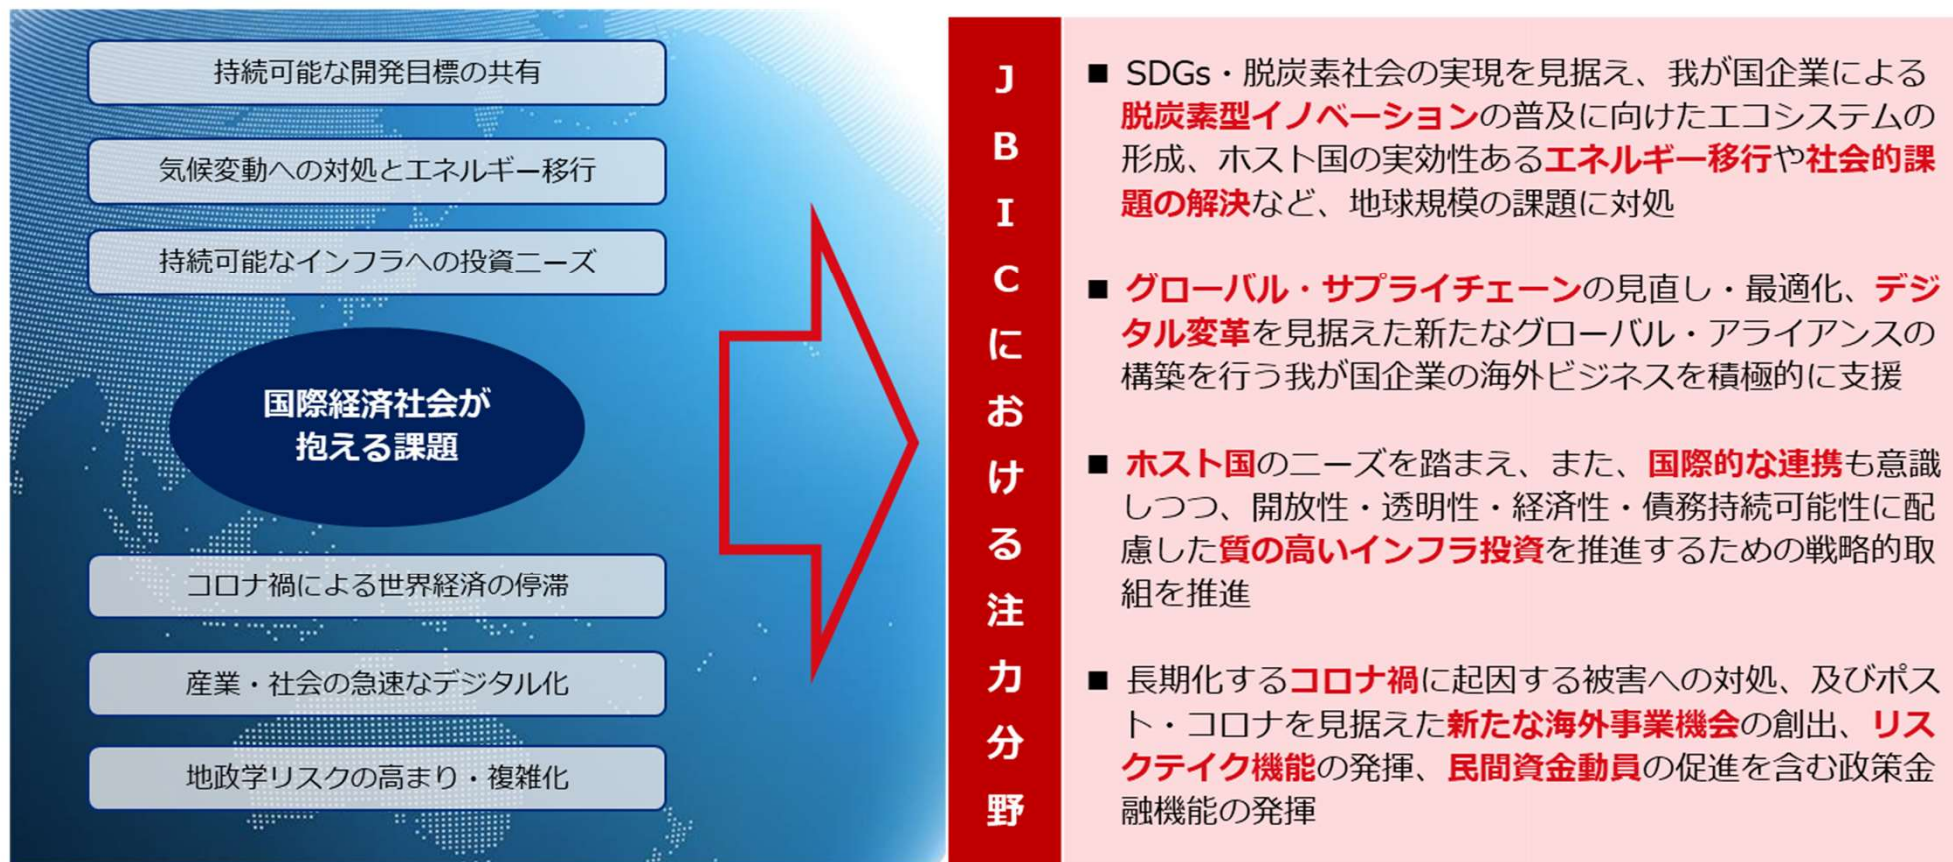 持続可能な開発目標の共有
気候変動への対処とエネルギー移行
持続可能なインフラへの投資ニーズ
国際経済社会が
抱える課題
コロナ禍による世界経済の停滞
産業・社会の急速なデジタル化
地政学リスクの高まり・複雑化
JBICにおける注力分野
■ SDGs・脱炭素社会の実現を見据え、我が国企業による
脱炭素型イノベーションの普及に向けたエコシステムの
形成、ホスト国の実効性あるエネルギー移行や社会的課
題の解決など、地球規模の課題に対処
■ グローバル・サプライチェーンの見直し・最適化、デジ
タル変革を見据えた新たなグローバル・アライアンスの
構築を行う我が国企業の海外ビジネスを積極的に支援
■ ホスト国のニーズを踏まえ、また、国際的な連携も意識
しつつ、開放性・透明性・経済性・債務持続可能性に配
慮した質の高いインフラ投資を推進するための戦略的取
組を推進
■ 長期化するコロナ禍に起因する被害への対処、及びポス
ト・コロナを見据えた新たな海外事業機会の創出、リス
クテイク機能の発揮、民間資金動員の促進を含む政策金
融機能の発揮